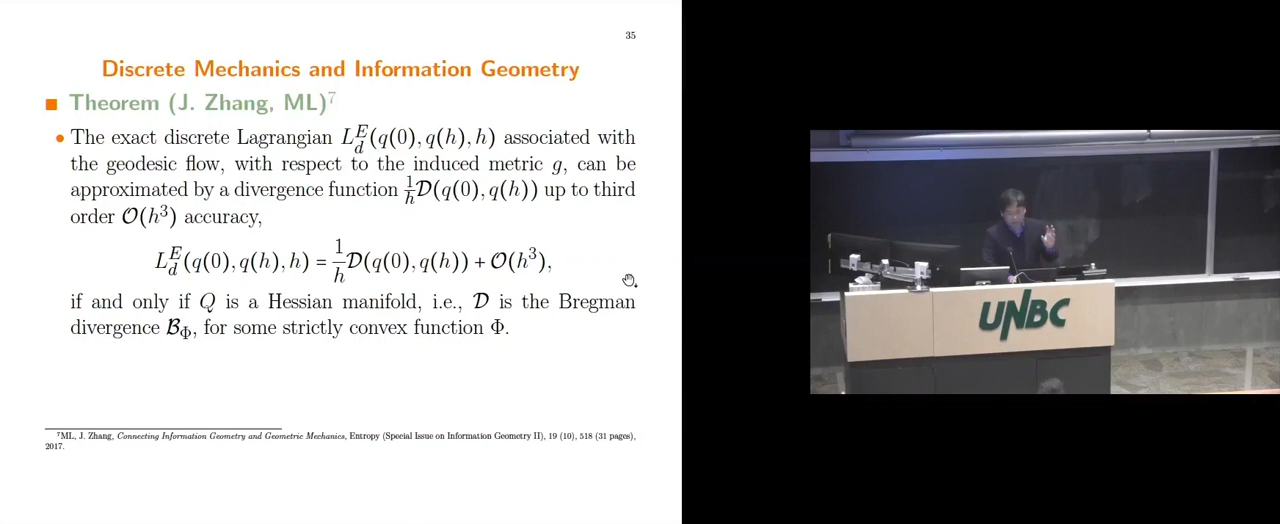 35
Discrete Mechanics and Information Geometry
■ Theorem (J. Zhang, ML)⁷
• The exact discrete Lagrangian L_d^E(q(0), q(h), h) associated with
the geodesic flow, with respect to the induced metric g, can be
approximated by a divergence function 1/h 𝒟(q(0), q(h)) up to third
order 𝒪(h³) accuracy,
L_d^E(q(0), q(h), h) = 1/h 𝒟(q(0), q(h)) + 𝒪(h³),
if and only if Q is a Hessian manifold, i.e., 𝒟 is the Bregman
divergence ℬ_Φ, for some strictly convex function Φ.
⁷ML, J. Zhang, Connecting Information Geometry and Geometric Mechanics, Entropy (Special Issue on Information Geometry II), 19 (10), 518 (31 pages),
2017.
UNBC